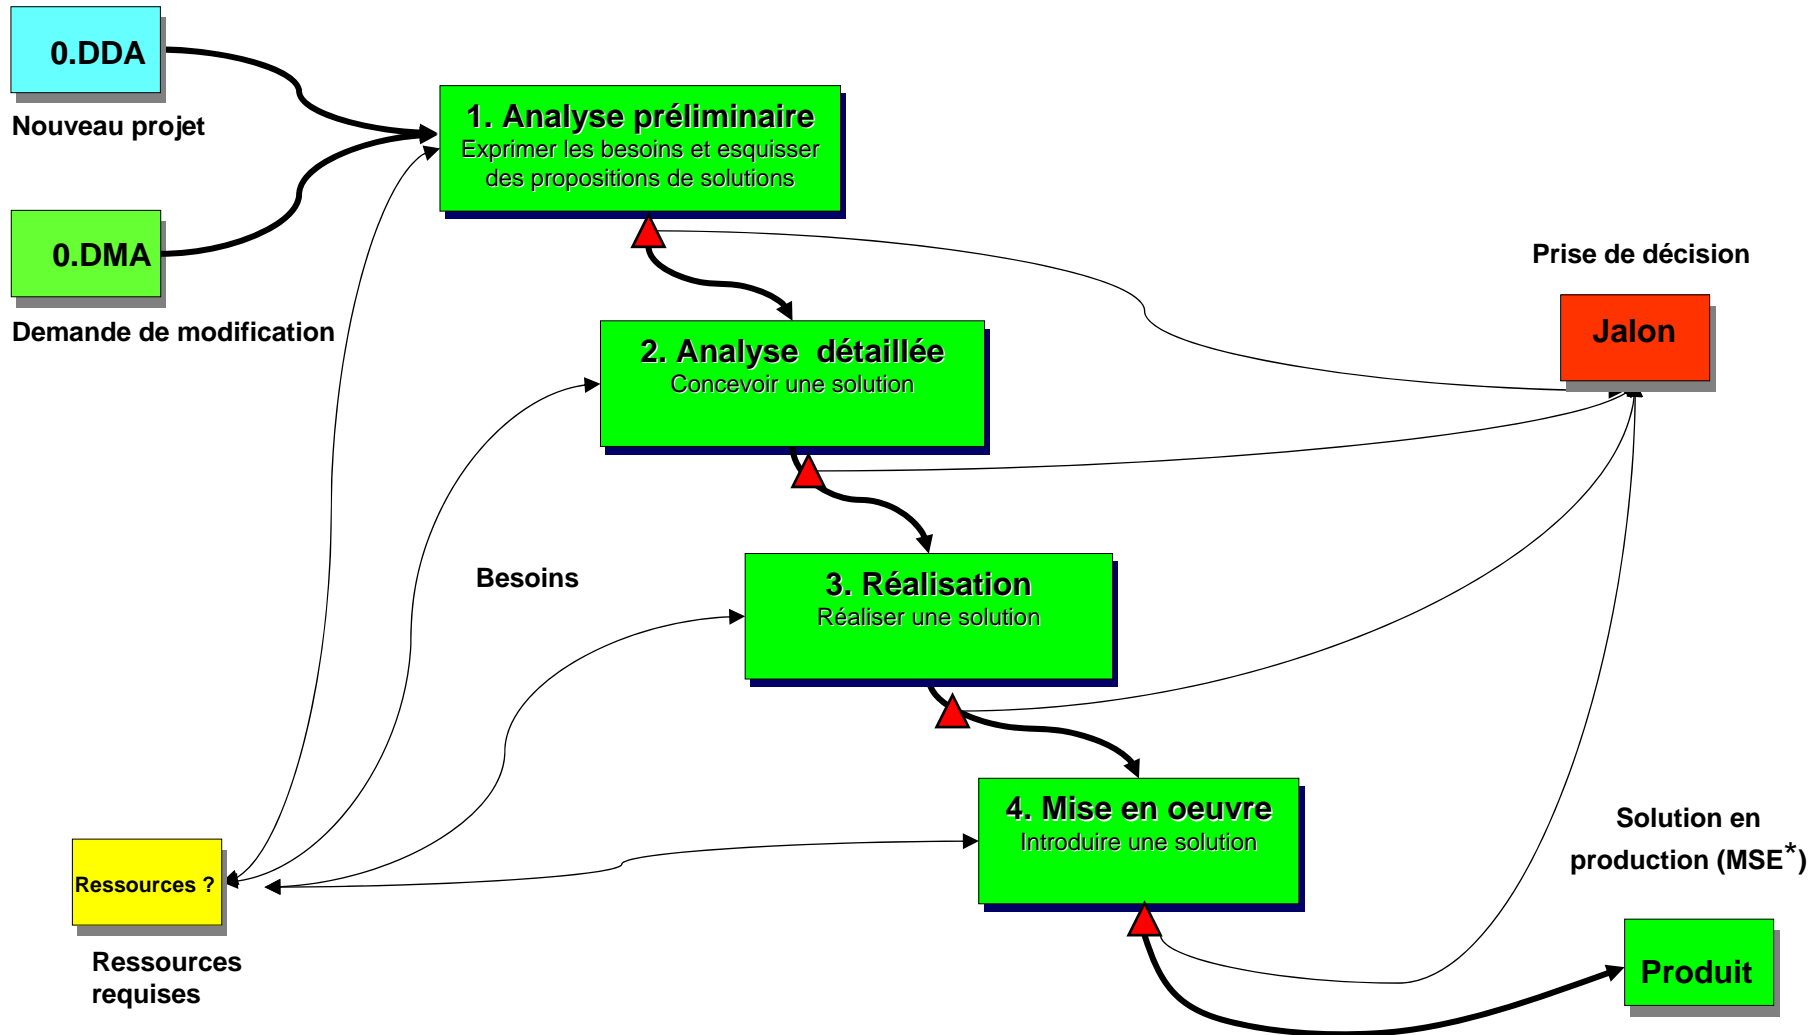 0.DDA
Nouveau projet
0.DMA
Demande de modification
1. Analyse préliminaire
Exprimer les besoins et esquisser
des propositions de solutions
Prise de décision
Jalon
2. Analyse détaillée
Concevoir une solution
Besoins
3. Réalisation
Réaliser une solution
4. Mise en oeuvre
Introduire une solution
Solution en
production (MSE*)
Ressources ?
Ressources
requises
Produit